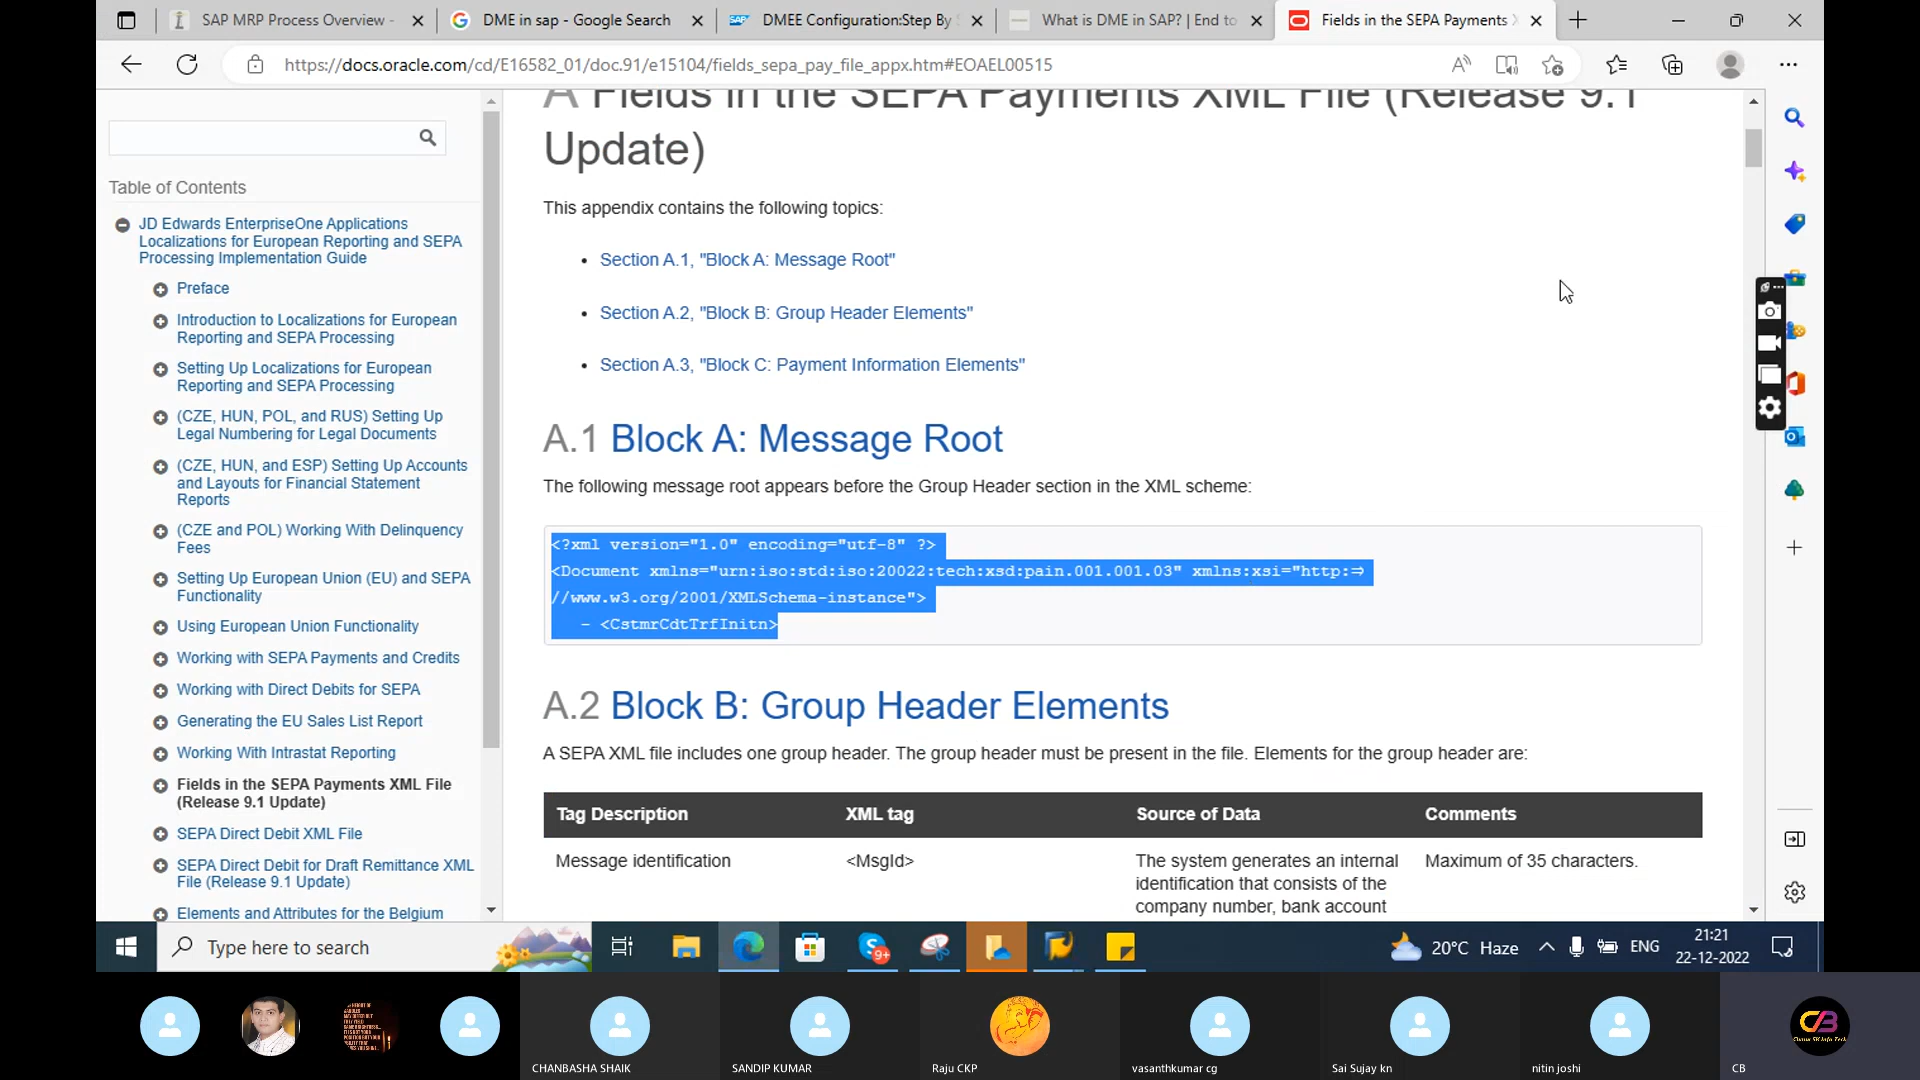 SAP MRP Process Overview -
DME in sap - Google Search
DMEE Configuration:Step By
What is DME in SAP? | End to
Fields in the SEPA Payments
https://docs.oracle.com/cd/E16582_01/doc.91/e15104/fields_sepa_pay_file_appx.htm#EOAEL00515
Table of Contents
JD Edwards EnterpriseOne Applications
Localizations for European Reporting and SEPA
Processing Implementation Guide
Preface
Introduction to Localizations for European
Reporting and SEPA Processing
Setting Up Localizations for European
Reporting and SEPA Processing
(CZE, HUN, POL, and RUS) Setting Up
Legal Numbering for Legal Documents
(CZE, HUN, and ESP) Setting Up Accounts
and Layouts for Financial Statement
Reports
(CZE and POL) Working With Delinquency
Fees
Setting Up European Union (EU) and SEPA
Functionality
Using European Union Functionality
Working with SEPA Payments and Credits
Working with Direct Debits for SEPA
Generating the EU Sales List Report
Working With Intrastat Reporting
Fields in the SEPA Payments XML File
(Release 9.1 Update)
SEPA Direct Debit XML File
SEPA Direct Debit for Draft Remittance XML
File (Release 9.1 Update)
Elements and Attributes for the Belgium
A Fields in the SEPA Payments XML File (Release 9.1
Update)
This appendix contains the following topics:
• Section A.1, "Block A: Message Root"
• Section A.2, "Block B: Group Header Elements"
• Section A.3, "Block C: Payment Information Elements"
A.1 Block A: Message Root
The following message root appears before the Group Header section in the XML scheme:
<?xml version="1.0" encoding="utf-8" ?>
<Document xmlns="urn:iso:std:iso:20022:tech:xsd:pain.001.001.03" xmlns:xsi="http:⇒
//www.w3.org/2001/XMLSchema-instance">
- <CstmrCdtTrfInitn>
A.2 Block B: Group Header Elements
A SEPA XML file includes one group header. The group header must be present in the file. Elements for the group header are:
Tag Description XML tag Source of Data Comments
Message identification <MsgId> The system generates an internal Maximum of 35 characters.
identification that consists of the
company number, bank account
Type here to search
9+
20°C Haze
ENG
21:21
22-12-2022
CHANBASHA SHAIK
SANDIP KUMAR
Raju CKP
vasanthkumar cg
Sai Sujay kn
nitin joshi
CB